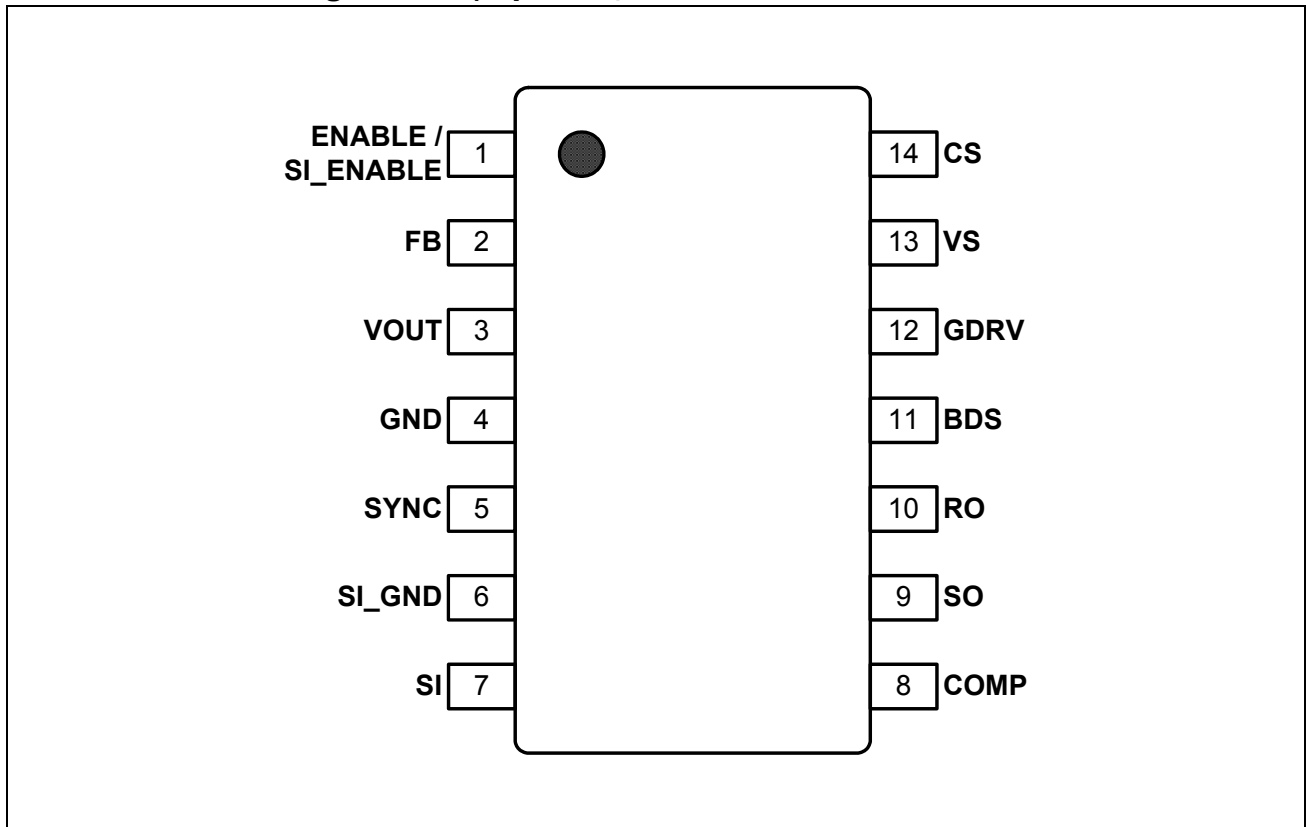 ENABLE /
SI_ENABLE
1
14
CS
FB
2
13
VS
VOUT
3
12
GDRV
GND
4
11
BDS
SYNC
5
10
RO
SI_GND
6
9
SO
SI
7
8
COMP